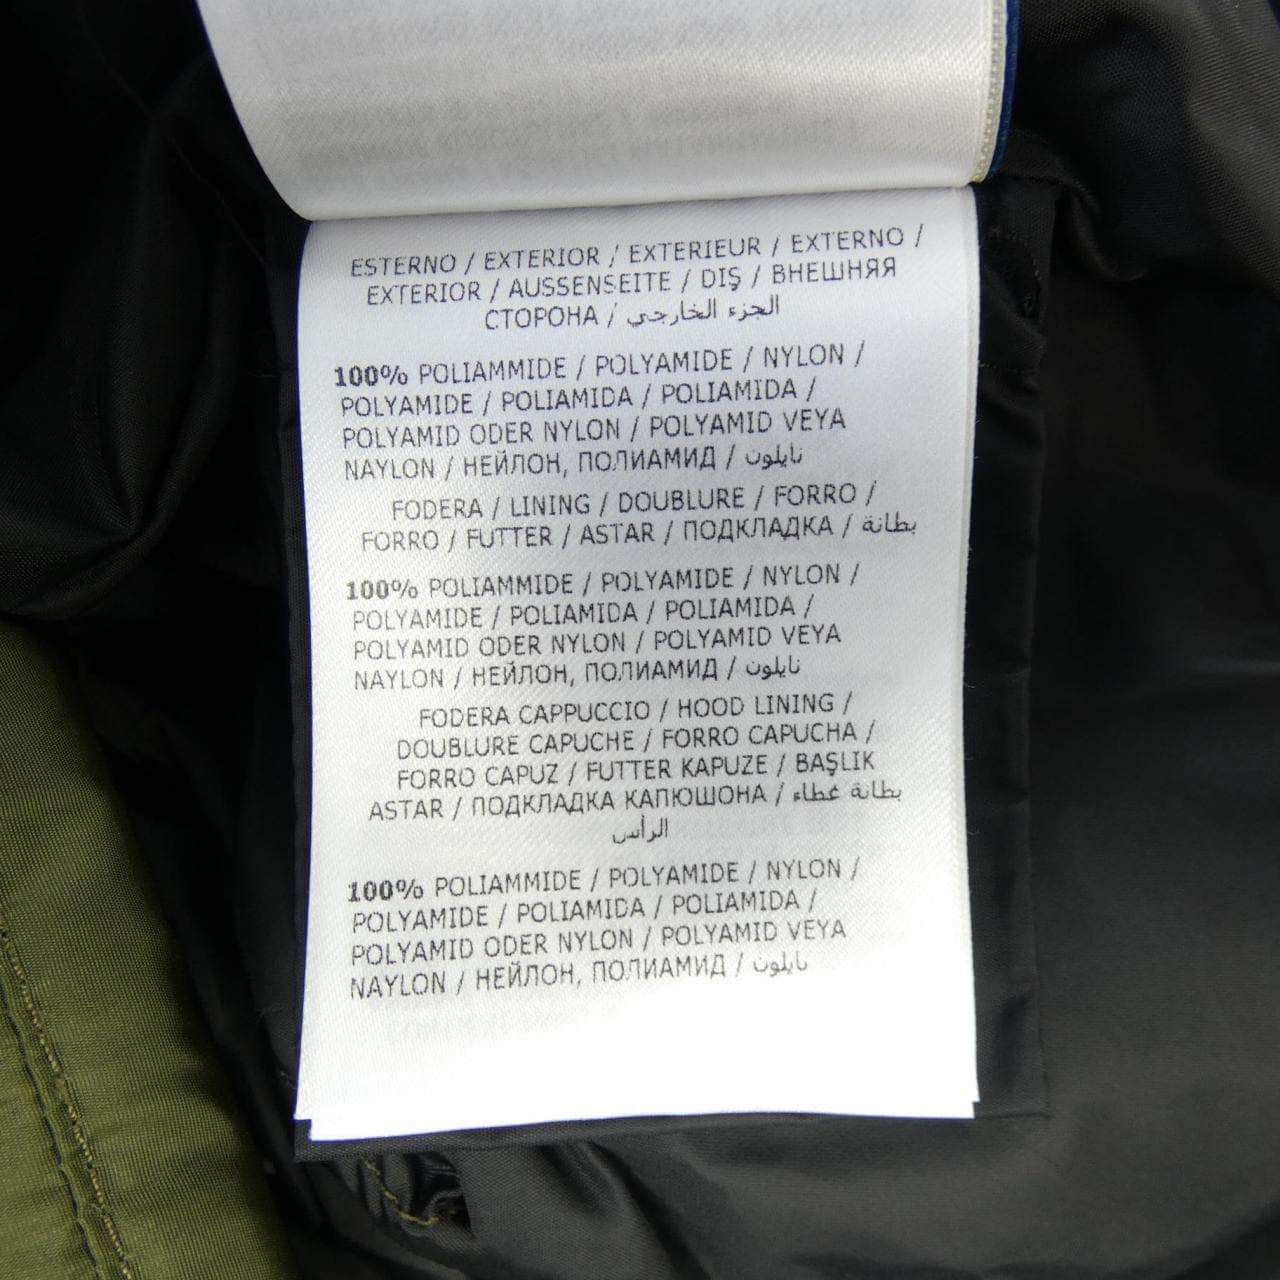 ESTERNO / EXTERIOR / EXTERIEUR / EXTERNO /
EXTERIOR / AUSSENSEITE / DIŞ / ВНЕШНЯЯ
СТОРОНА / الجزء الخارجي
100% POLIAMMIDE / POLYAMIDE / NYLON /
POLYAMIDE / POLIAMIDA / POLIAMIDA /
POLYAMID ODER NYLON / POLYAMID VEYA
NAYLON / НЕЙЛОН, ПОЛИАМИД / نايلون
FODERA / LINING / DOUBLURE / FORRO /
FORRO / FUTTER / ASTAR / ПОДКЛАДКА / بطانة
100% POLIAMMIDE / POLYAMIDE / NYLON /
POLYAMIDE / POLIAMIDA / POLIAMIDA /
POLYAMID ODER NYLON / POLYAMID VEYA
NAYLON / НЕЙЛОН, ПОЛИАМИД / نايلون
FODERA CAPPUCCIO / HOOD LINING /
DOUBLURE CAPUCHE / FORRO CAPUCHA /
FORRO CAPUZ / FUTTER KAPUZE / BAŞLIK
ASTAR / ПОДКЛАДКА КАПЮШОНА / بطانة غطاء
الرأس
100% POLIAMMIDE / POLYAMIDE / NYLON /
POLYAMIDE / POLIAMIDA / POLIAMIDA /
POLYAMID ODER NYLON / POLYAMID VEYA
NAYLON / НЕЙЛОН, ПОЛИАМИД / نايلون